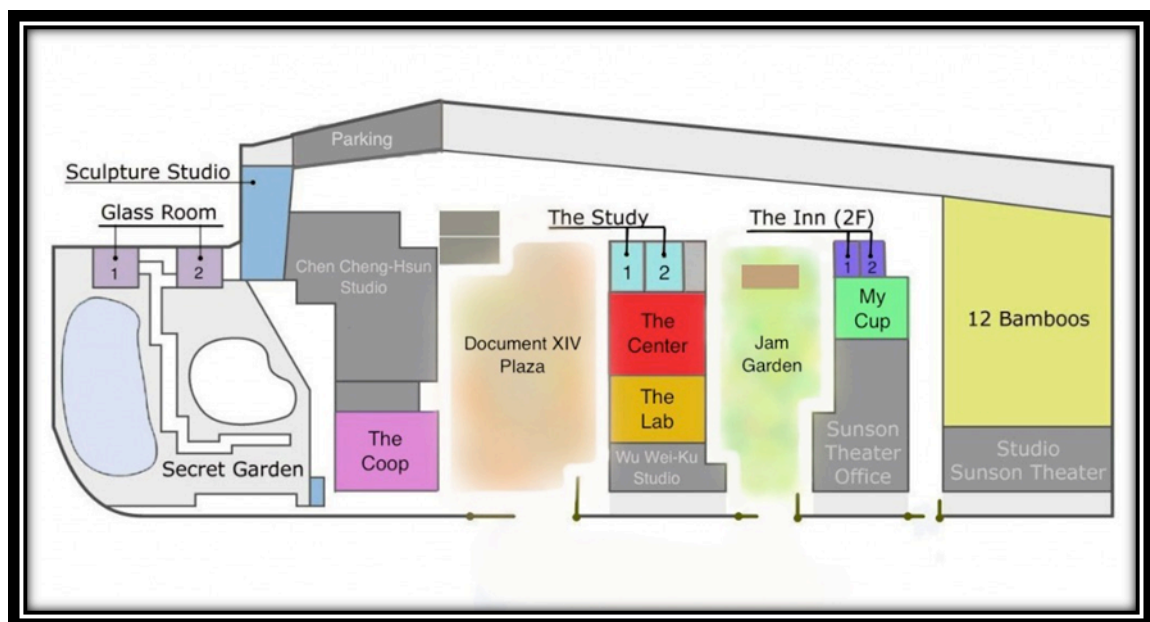 Parking
Sculpture Studio
Glass Room
1
2
The Study
1
2
The Inn (2F)
1
2
Chen Cheng-Hsun
Studio
My
Cup
The
Center
12 Bamboos
Document XIV
Plaza
Jam
Garden
The
Lab
The
Coop
Secret Garden
Wu Wei-Ku
Studio
Sunson
Theater
Office
Studio
Sunson Theater